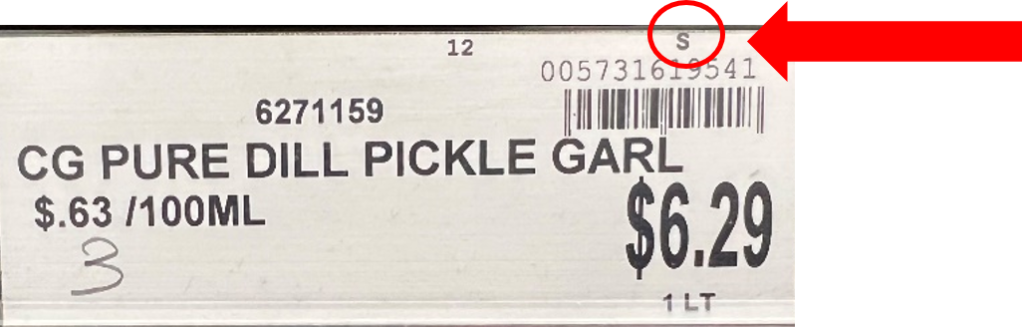 12 S
005731619541
6271159
CG PURE DILL PICKLE GARL
$.63 /100ML
$6.29
3
1 LT